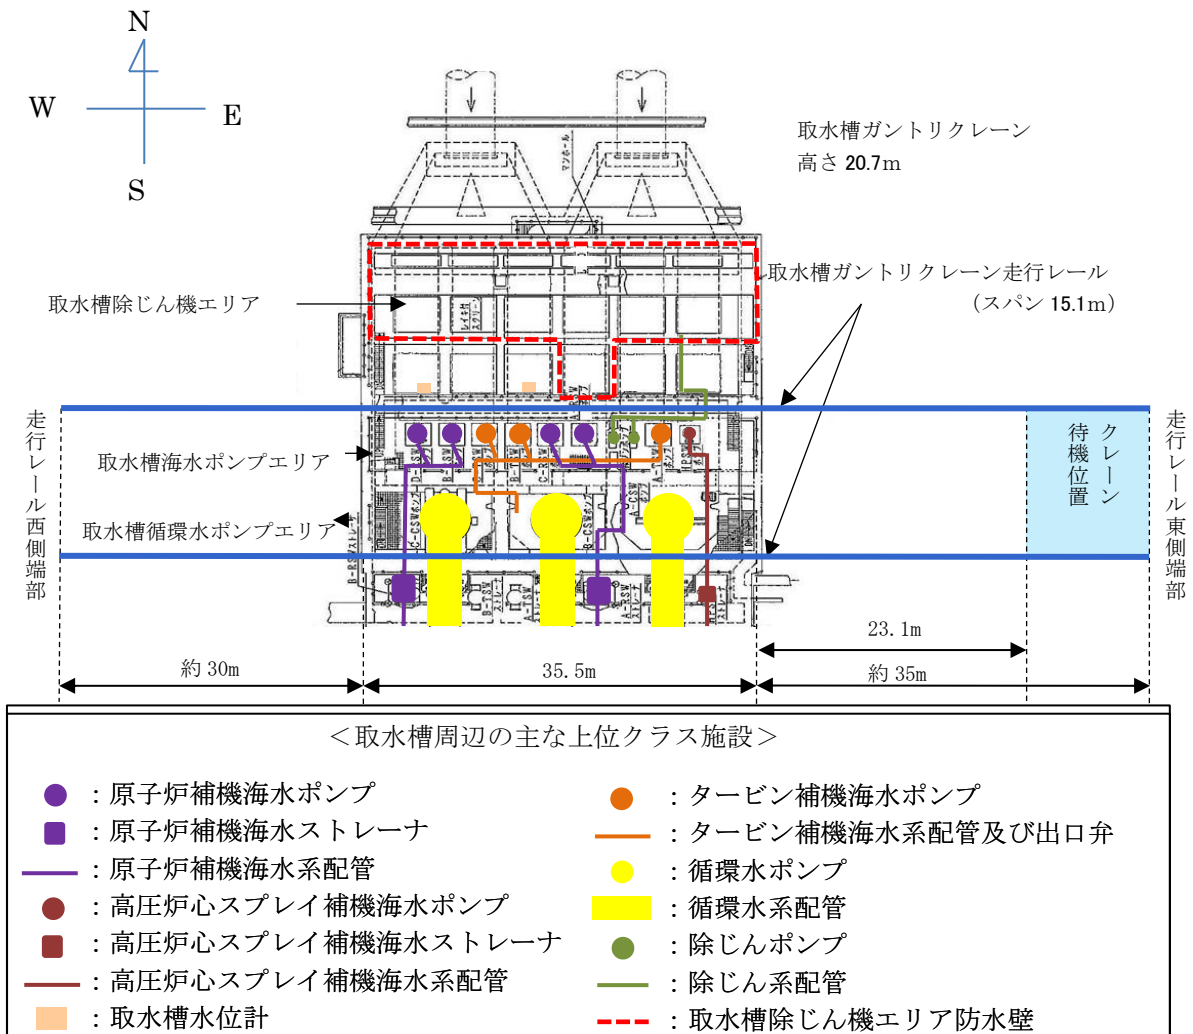 N
W
E
S
取水槽ガントリクレーン
高さ 20.7m
マンホール
取水槽ガントリクレーン走行レール
(スパン 15.1m)
取水槽除じん機エリア
走行レール西側端部
取水槽海水ポンプエリア
取水槽循環水ポンプエリア
クレーン
待機位置
走行レール東側端部
23.1m
約 30m
35.5m
約 35m
<取水槽周辺の主な上位クラス施設>
:原子炉補機海水ポンプ
:原子炉補機海水ストレーナ
:原子炉補機海水系配管
:高圧炉心スプレイ補機海水ポンプ
:高圧炉心スプレイ補機海水ストレーナ
:高圧炉心スプレイ補機海水系配管
:取水槽水位計
:タービン補機海水ポンプ
:タービン補機海水系配管及び出口弁
:循環水ポンプ
:循環水系配管
:除じんポンプ
:除じん系配管
:取水槽除じん機エリア防水壁